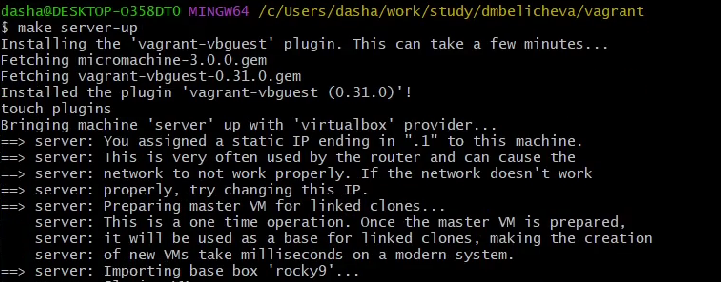 dasha@DESKTOP-O358DT0 MINGW64 /c/Users/dasha/work/study/dmbelicheva/vagrant
$ make server-up
Installing the 'vagrant-vbguest' plugin. This can take a few minutes...
Fetching micromachine-3.0.0.gem
Fetching vagrant-vbguest-0.31.0.gem
Installed the plugin 'vagrant-vbguest (0.31.0)'!
touch plugins
Bringing machine 'server' up with 'virtualbox' provider...
==> server: You assigned a static IP ending in ".1" to this machine.
==> server: This is very often used by the router and can cause the
==> server: network to not work properly. If the network doesn't work
==> server: properly, try changing this IP.
==> server: Preparing master VM for linked clones...
    server: This is a one time operation. Once the master VM is prepared,
    server: it will be used as a base for linked clones, making the creation
    server: of new VMs take milliseconds on a modern system.
==> server: Importing base box 'rocky9'...